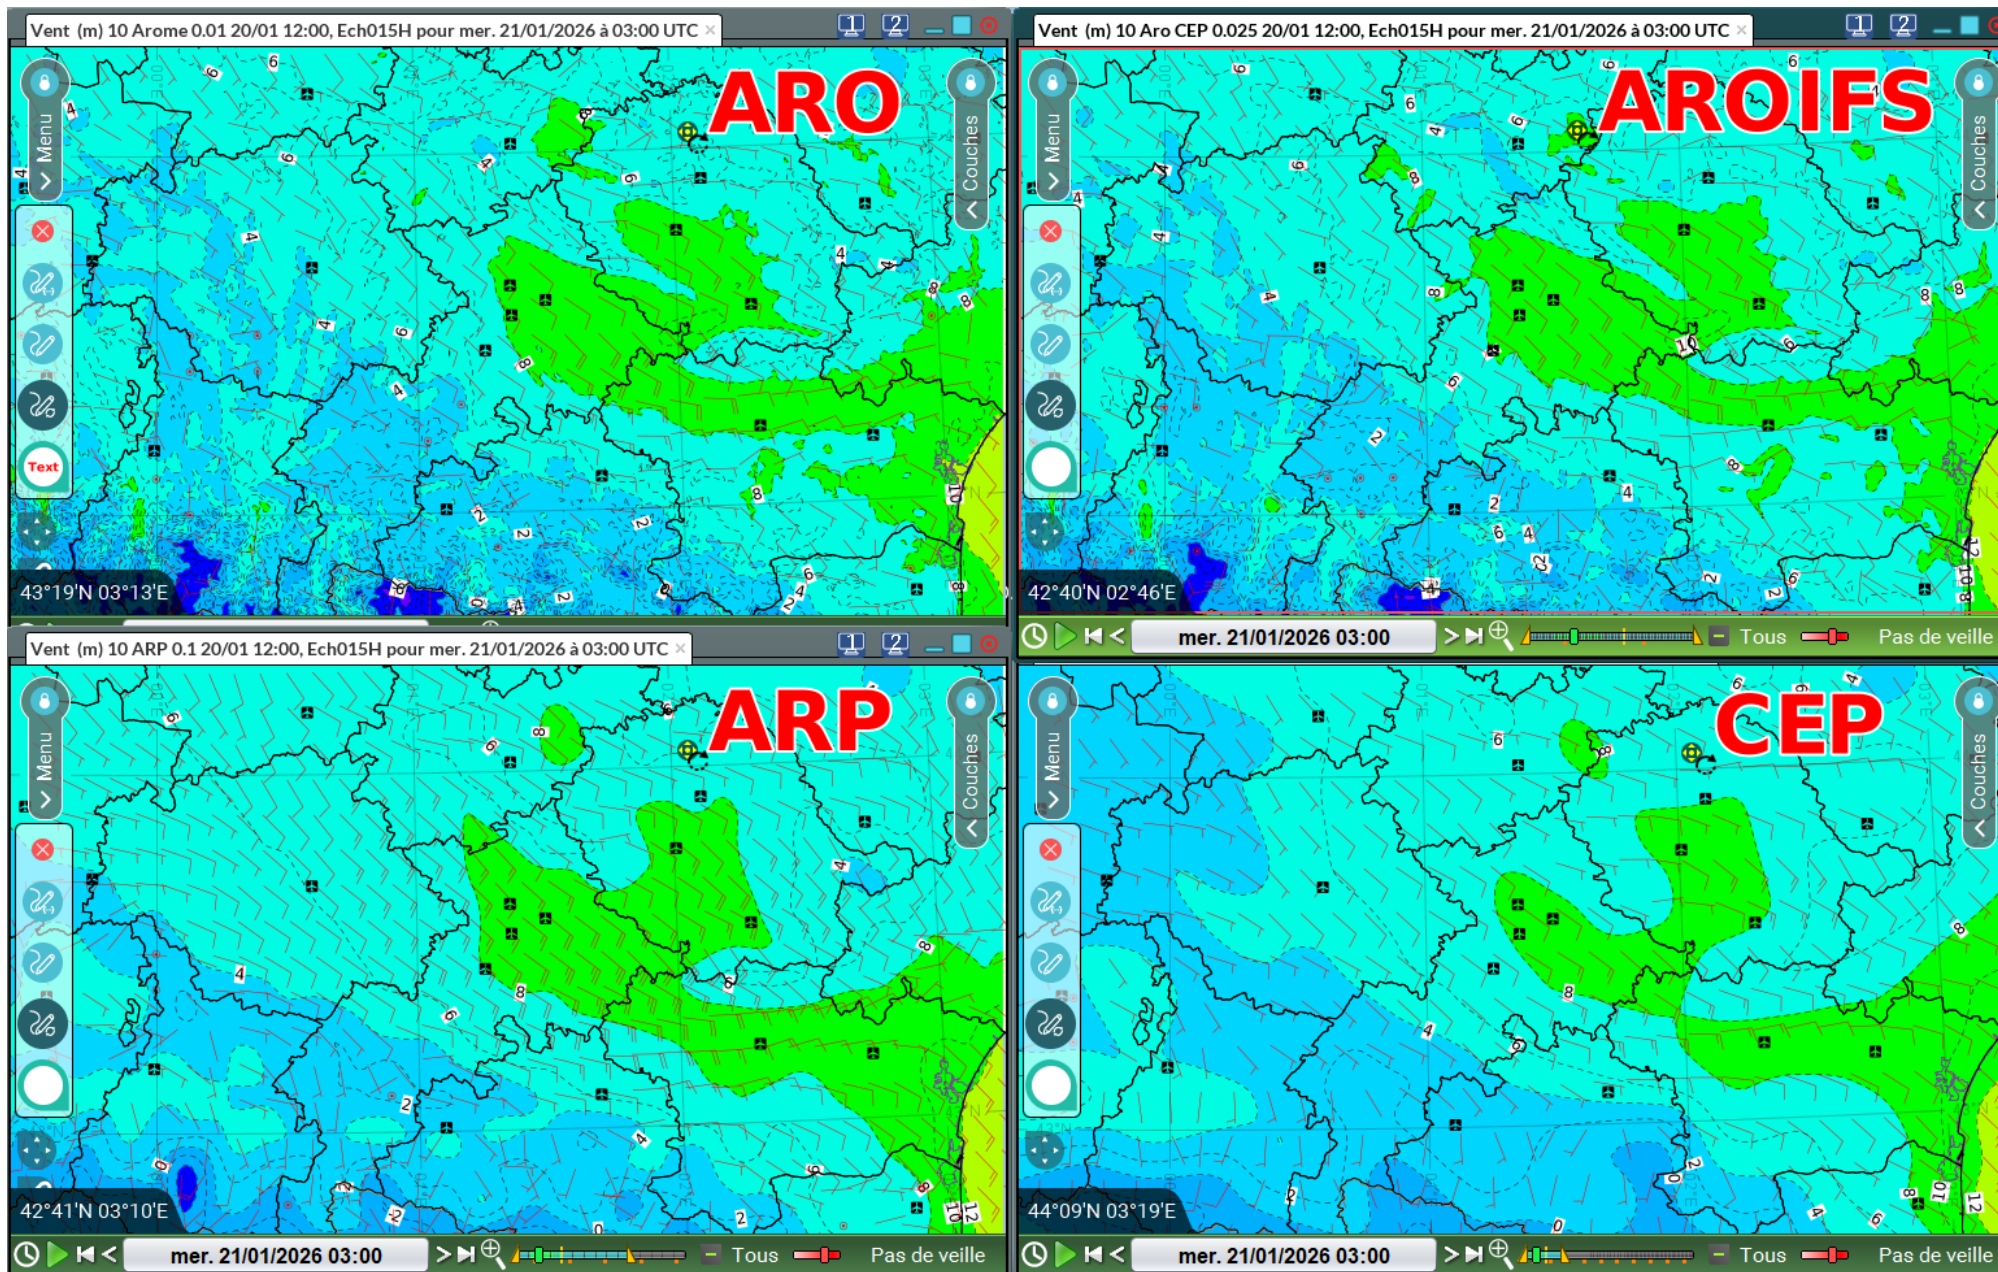 Vent (m) 10 Arome 0.01 20/01 12:00, Ech015H pour mer. 21/01/2026 à 03:00 UTC ×
1 2
ARO
Menu
Couches
Text
43°19'N 03°13'E
Vent (m) 10 Aro CEP 0.025 20/01 12:00, Ech015H pour mer. 21/01/2026 à 03:00 UTC ×
1 2
AROIFS
Menu
Couches
42°40'N 02°46'E
mer. 21/01/2026 03:00
Tous
Pas de veille
Vent (m) 10 ARP 0.1 20/01 12:00, Ech015H pour mer. 21/01/2026 à 03:00 UTC ×
1 2
ARP
Menu
Couches
42°41'N 03°10'E
mer. 21/01/2026 03:00
Tous
Pas de veille
CEP
Menu
Couches
44°09'N 03°19'E
mer. 21/01/2026 03:00
Tous
Pas de veille